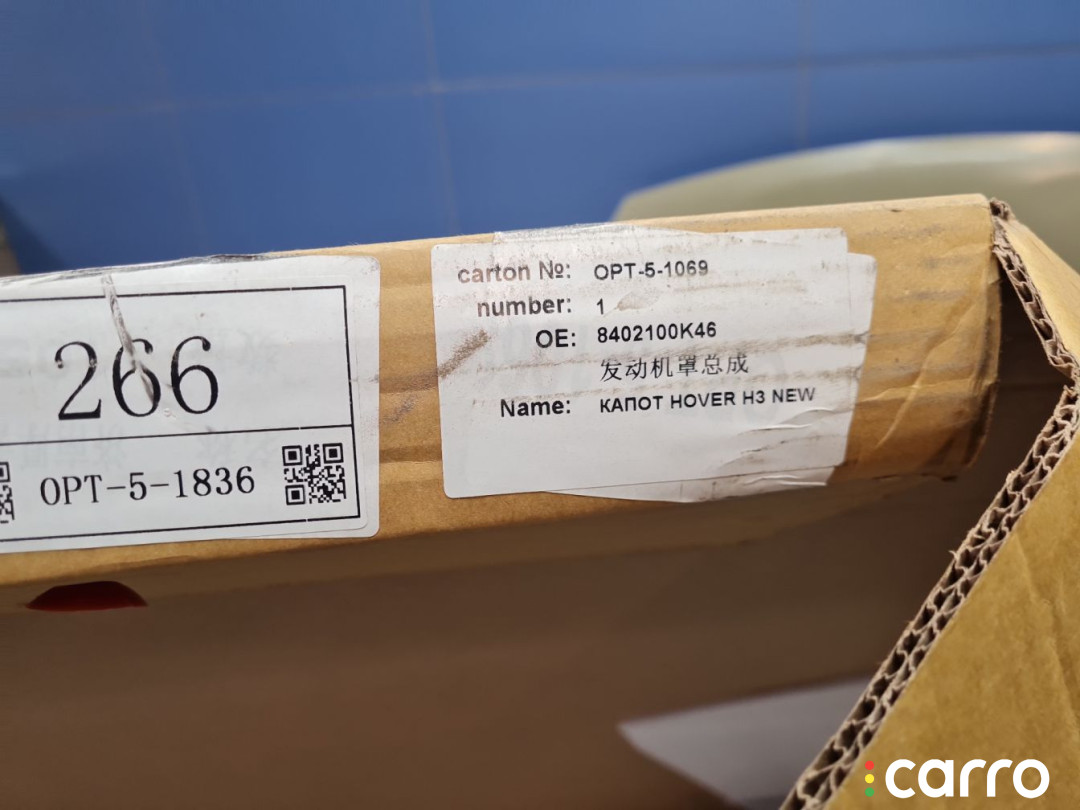 266
OPT-5-1836
carton №: OPT-5-1069
number: 1
OE: 8402100K46
发动机罩总成
Name: КАПОТ HOVER H3 NEW
carro